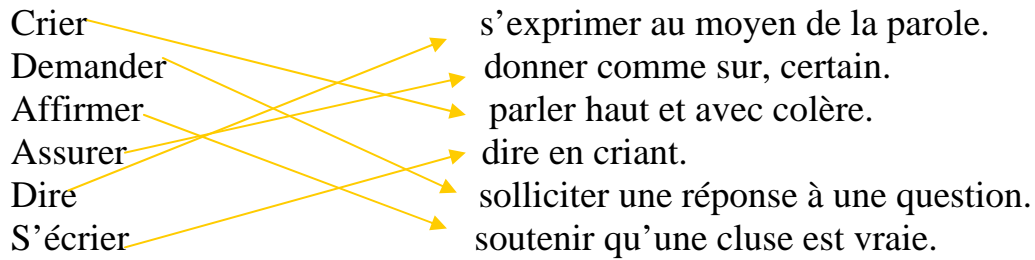 Crier s’exprimer au moyen de la parole.
Demander donner comme sur, certain.
Affirmer parler haut et avec colère.
Assurer dire en criant.
Dire solliciter une réponse à une question.
S’écrier soutenir qu’une cluse est vraie.